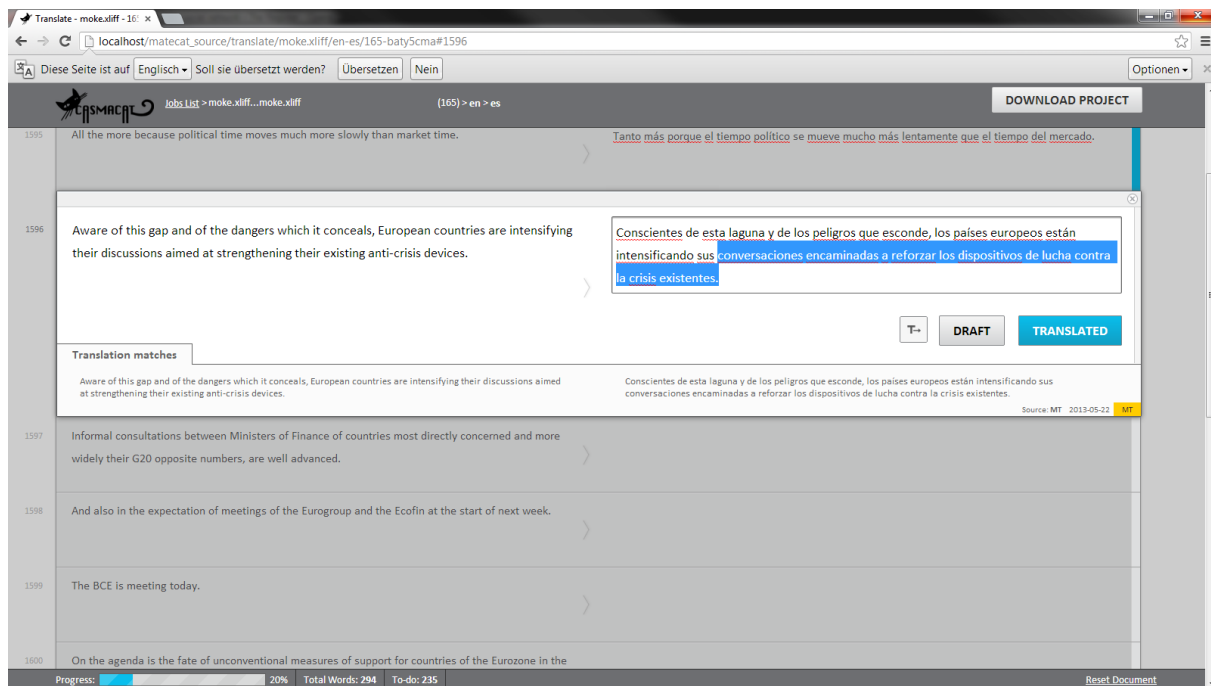 Translate - moke.xliff - 16
localhost/matecat_source/translate/moke.xliff/en-es/165-baty5cma#1596
Diese Seite ist auf Englisch Soll sie übersetzt werden? Übersetzen Nein Optionen
CASMACAT Jobs List > moke.xliff...moke.xliff (165) > en > es DOWNLOAD PROJECT
1595 All the more because political time moves much more slowly than market time. Tanto más porque el tiempo político se mueve mucho más lentamente que el tiempo del mercado.
1596 Aware of this gap and of the dangers which it conceals, European countries are intensifying
their discussions aimed at strengthening their existing anti-crisis devices.
Conscientes de esta laguna y de los peligros que esconde, los países europeos están
intensificando sus conversaciones encaminadas a reforzar los dispositivos de lucha contra
la crisis existentes.
T→ DRAFT TRANSLATED
Translation matches
Aware of this gap and of the dangers which it conceals, European countries are intensifying their discussions aimed
at strengthening their existing anti-crisis devices.
Conscientes de esta laguna y de los peligros que esconde, los países europeos están intensificando sus
conversaciones encaminadas a reforzar los dispositivos de lucha contra la crisis existentes.
Source: MT 2013-05-22 MT
1597 Informal consultations between Ministers of Finance of countries most directly concerned and more
widely their G20 opposite numbers, are well advanced.
1598 And also in the expectation of meetings of the Eurogroup and the Ecofin at the start of next week.
1599 The BCE is meeting today.
1600 On the agenda is the fate of unconventional measures of support for countries of the Eurozone in the
Progress: 20% Total Words: 294 To-do: 235 Reset Document